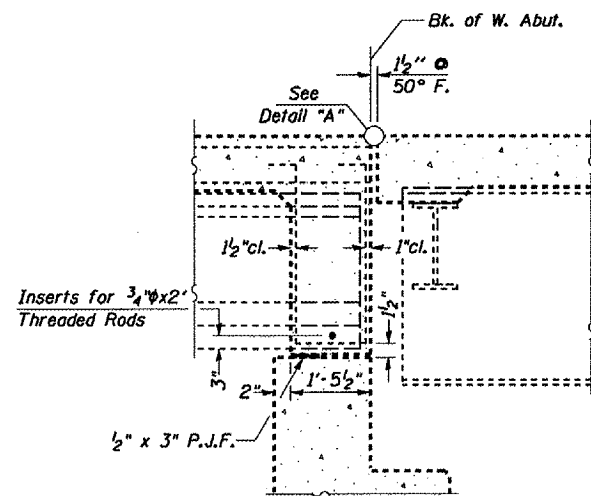 Bk. of W. Abut.
1½" @
50° F.
See
Detail "A"
1½"cl.
1"cl.
Inserts for ¾"ϕx2'
Threaded Rods
1½"
3"
2"
1'-5½"
½" x 3" P.J.F.